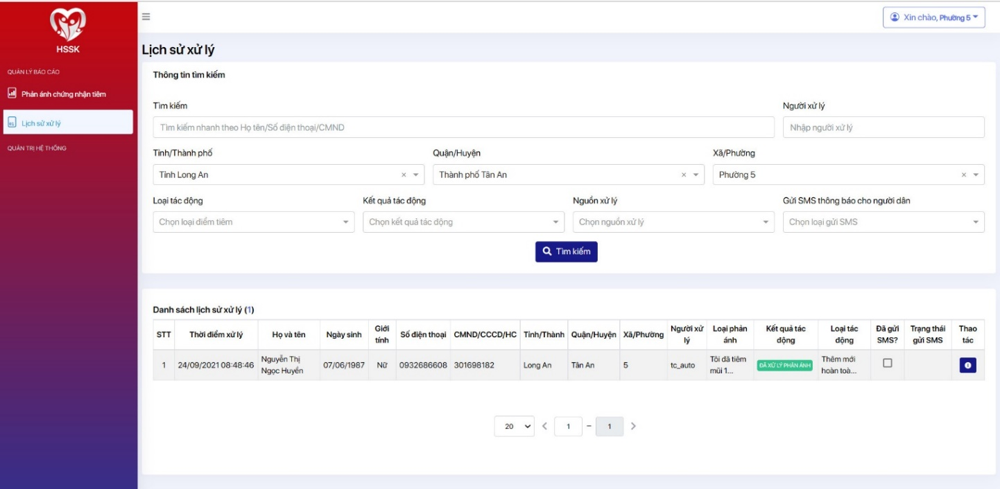 HSSK
QUẢN LÝ BÁO CÁO
Phản ánh chứng nhận tiêm
Lịch sử xử lý
QUẢN TRỊ HỆ THỐNG
Xin chào, Phường 5
Lịch sử xử lý
Thông tin tìm kiếm
Tìm kiếm Người xử lý
Tìm kiếm nhanh theo Họ tên/Số điện thoại/CMND Nhập người xử lý
Tỉnh/Thành phố Quận/Huyện Xã/Phường
Tỉnh Long An × Thành phố Tân An × Phường 5 ×
Loại tác động Kết quả tác động Nguồn xử lý Gửi SMS thông báo cho người dân
Chọn loại điểm tiêm Chọn kết quả tác động Chọn nguồn xử lý Chọn loại gửi SMS
Tìm kiếm
Danh sách lịch sử xử lý (1)
STT Thời điểm xử lý Họ và tên Ngày sinh Giới tính Số điện thoại CMND/CCCD/HC Tỉnh/Thành Quận/Huyện Xã/Phường Người xử lý Loại phản ánh Kết quả tác động Loại tác động Đã gửi SMS? Trạng thái gửi SMS Thao tác
1 24/09/2021 08:48:46 Nguyễn Thị Ngọc Huyền 07/06/1987 Nữ 0932686608 301698182 Long An Tân An 5 tc_auto Tôi đã tiêm mũi 1... ĐÃ XỬ LÝ PHẢN ÁNH Thêm mới hoàn toà...
20 1 – 1